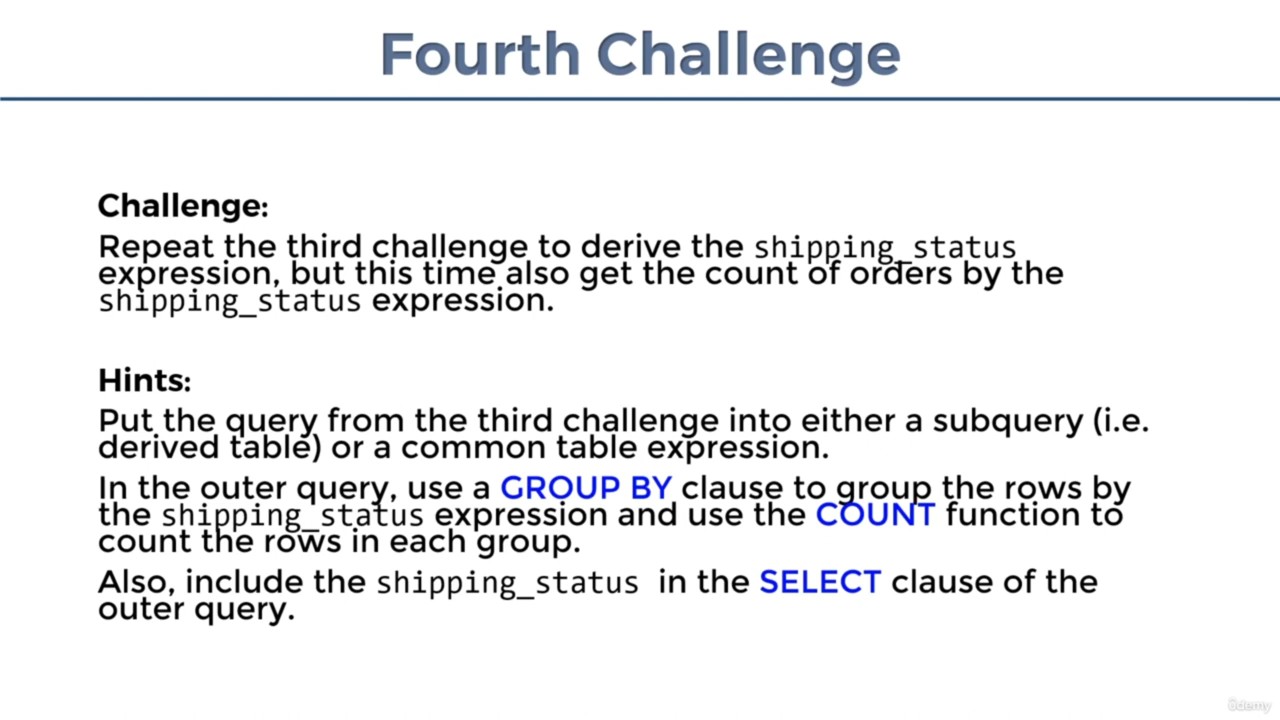 Fourth Challenge
Challenge:
Repeat the third challenge to derive the shipping_status
expression, but this time also get the count of orders by the
shipping_status expression.
Hints:
Put the query from the third challenge into either a subquery (i.e.
derived table) or a common table expression.
In the outer query, use a GROUP BY clause to group the rows by
the shipping_status expression and use the COUNT function to
count the rows in each group.
Also, include the shipping_status in the SELECT clause of the
outer query.
ûdemy